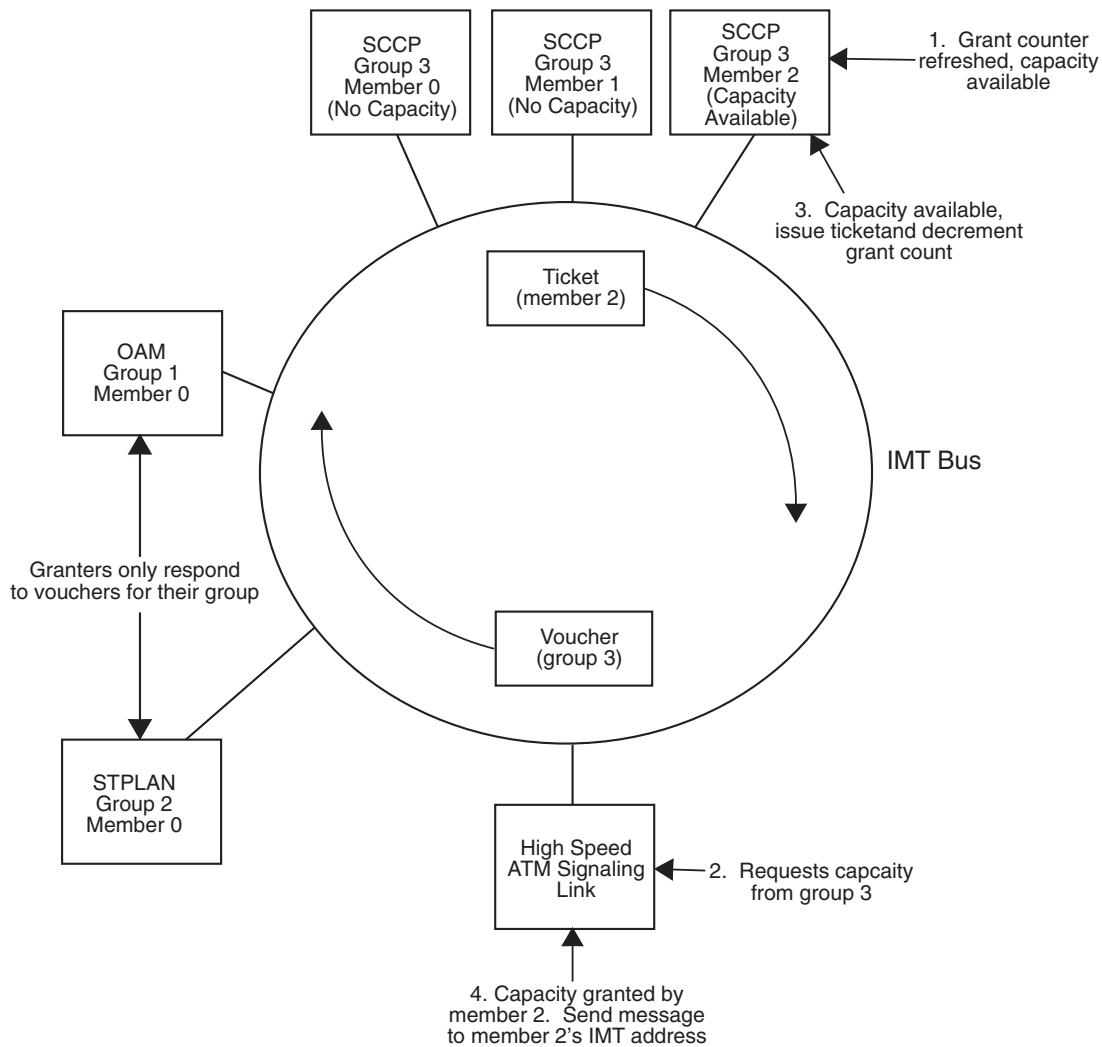 SCCP
Group 3
Member 0
(No Capacity)
SCCP
Group 3
Member 1
(No Capacity)
SCCP
Group 3
Member 2
(Capacity
Available)
1. Grant counter
refreshed, capacity
available
3. Capacity available,
issue ticketand decrement
grant count
Ticket
(member 2)
OAM
Group 1
Member 0
IMT Bus
Granters only respond
to vouchers for their group
Voucher
(group 3)
STPLAN
Group 2
Member 0
High Speed
ATM Signaling
Link
2. Requests capcaity
from group 3
4. Capacity granted by
member 2. Send message
to member 2's IMT address